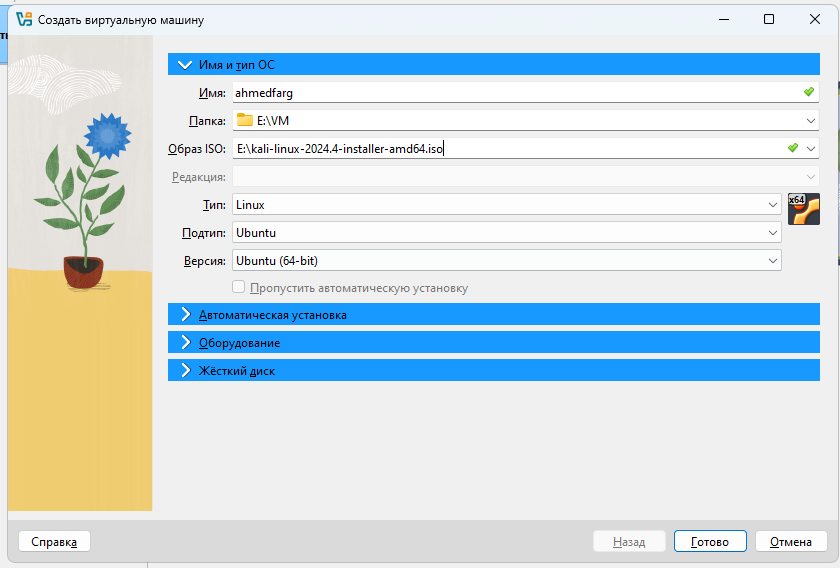 Создать виртуальную машину
Имя и тип ОС
Имя: ahmedfarg
Папка: E:\VM
Образ ISO: E:\kali-linux-2024.4-installer-amd64.iso
Редакция:
Тип: Linux
x64
Подтип: Ubuntu
Версия: Ubuntu (64-bit)
Пропустить автоматическую установку
Автоматическая установка
Оборудование
Жёсткий диск
Справка Назад Готово Отмена